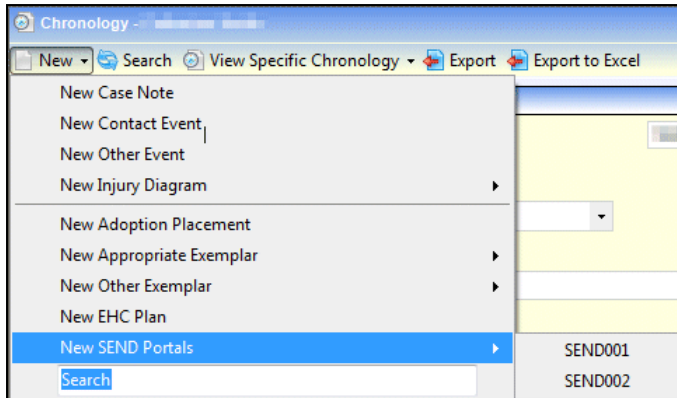 Chronology -
New Search View Specific Chronology Export Export to Excel
New Case Note
New Contact Event
New Other Event
New Injury Diagram
New Adoption Placement
New Appropriate Exemplar
New Other Exemplar
New EHC Plan
New SEND Portals SEND001
Search SEND002